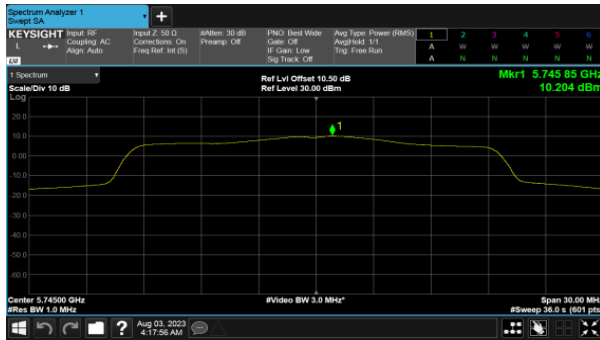 Spectrum Analyzer 1
Swept SA
KEYSIGHT
L
LXI
Input: RF
Coupling: AC
Align: Auto
Input Z: 50 Ω
Corrections: On
Freq Ref: Int (S)
#Atten: 30 dB
Preamp: Off
PNO: Best Wide
Gate: Off
IF Gain: Low
Sig Track: Off
Avg Type: Power (RMS)
Avg|Hold: 1/1
Trig: Free Run
1 2 3 4 5 6
A W W W W W
A N N N N N
1 Spectrum
Scale/Div 10 dB
Log
Ref Lvl Offset 10.50 dB
Ref Level 30.00 dBm
Mkr1 5.745 85 GHz
10.204 dBm
1
20.0
10.0
0.00
-10.0
-20.0
-30.0
-40.0
-50.0
-60.0
Center 5.74500 GHz
#Res BW 1.0 MHz
#Video BW 3.0 MHz*
Span 30.00 MHz
#Sweep 36.0 s (601 pts)
?
Aug 03, 2023
4:17:56 AM